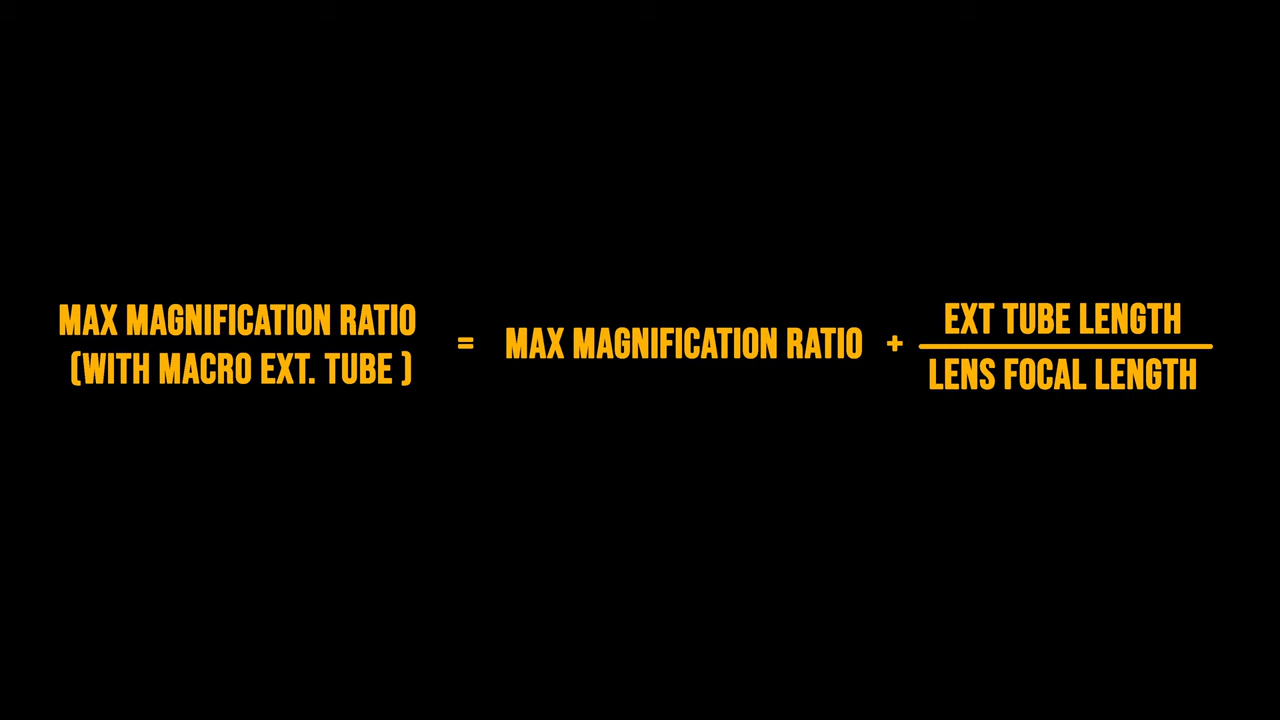 MAX MAGNIFICATION RATIO
(WITH MACRO EXT. TUBE )
=
MAX MAGNIFICATION RATIO
+
EXT TUBE LENGTH
LENS FOCAL LENGTH